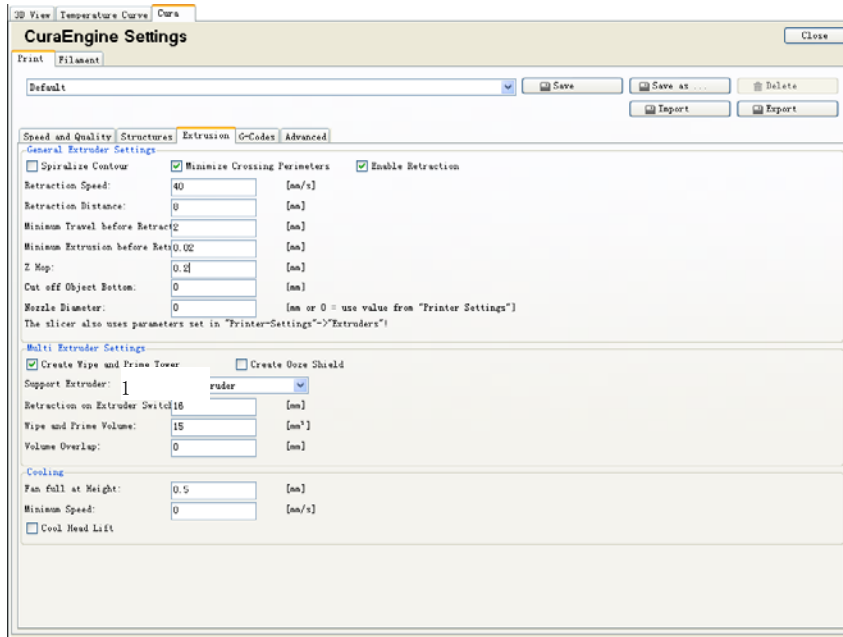 3D View Temperature Curve Cura
CuraEngine Settings Close
Print Filament
Default Save Save as ... Delete
Import Export
Speed and Quality Structures Extrusion G-Codes Advanced
General Extruder Settings
Spiralize Contour Minimize Crossing Perimeters Enable Retraction
Retraction Speed: 40 [mm/s]
Retraction Distance: 8 [mm]
Minimum Travel before Retract 2 [mm]
Minimum Extrusion before Ret 0.02 [mm]
Z Hop: 0.2 [mm]
Cut off Object Bottom: 0 [mm]
Nozzle Diameter: 0 [mm or 0 = use value from "Printer Settings"]
The slicer also uses parameters set in "Printer-Settings"->"Extruders"!
Multi Extruder Settings
Create Wipe and Prime Tower Create Ooze Shield
Support Extruder: 1 ruder
Retraction on Extruder Switc 16 [mm]
Wipe and Prime Volume: 15 [mm³]
Volume Overlap: 0 [mm]
Cooling
Fan full at Height: 0.5 [mm]
Minimum Speed: 0 [mm/s]
Cool Head Lift